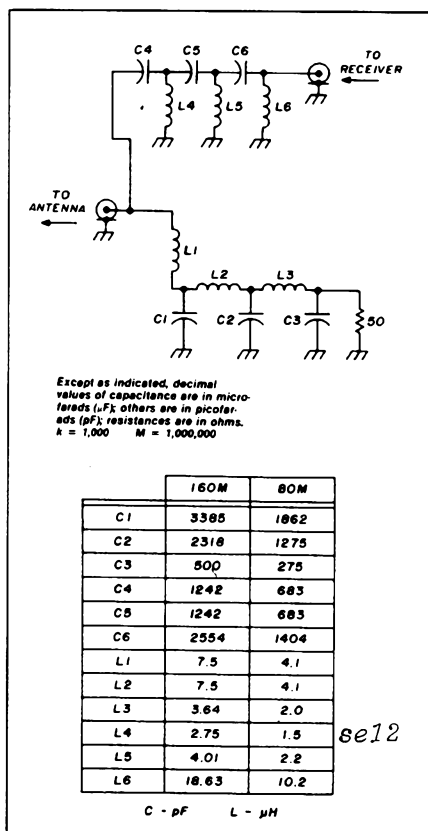 C4 C5 C6
TO
RECEIVER
L4 L5 L6
TO
ANTENNA
L1
L2 L3
C1 C2 C3 50
Except as indicated, decimal
values of capacitance are in micro-
farads (µF); others are in picofar-
ads (pF); resistances are in ohms.
k = 1,000 M = 1,000,000
160M 80M
C1 3385 1862
C2 2318 1275
C3 500 275
C4 1242 683
C5 1242 683
C6 2554 1404
L1 7.5 4.1
L2 7.5 4.1
L3 3.64 2.0
L4 2.75 1.5 se12
L5 4.01 2.2
L6 18.63 10.2
C - pF L - µH